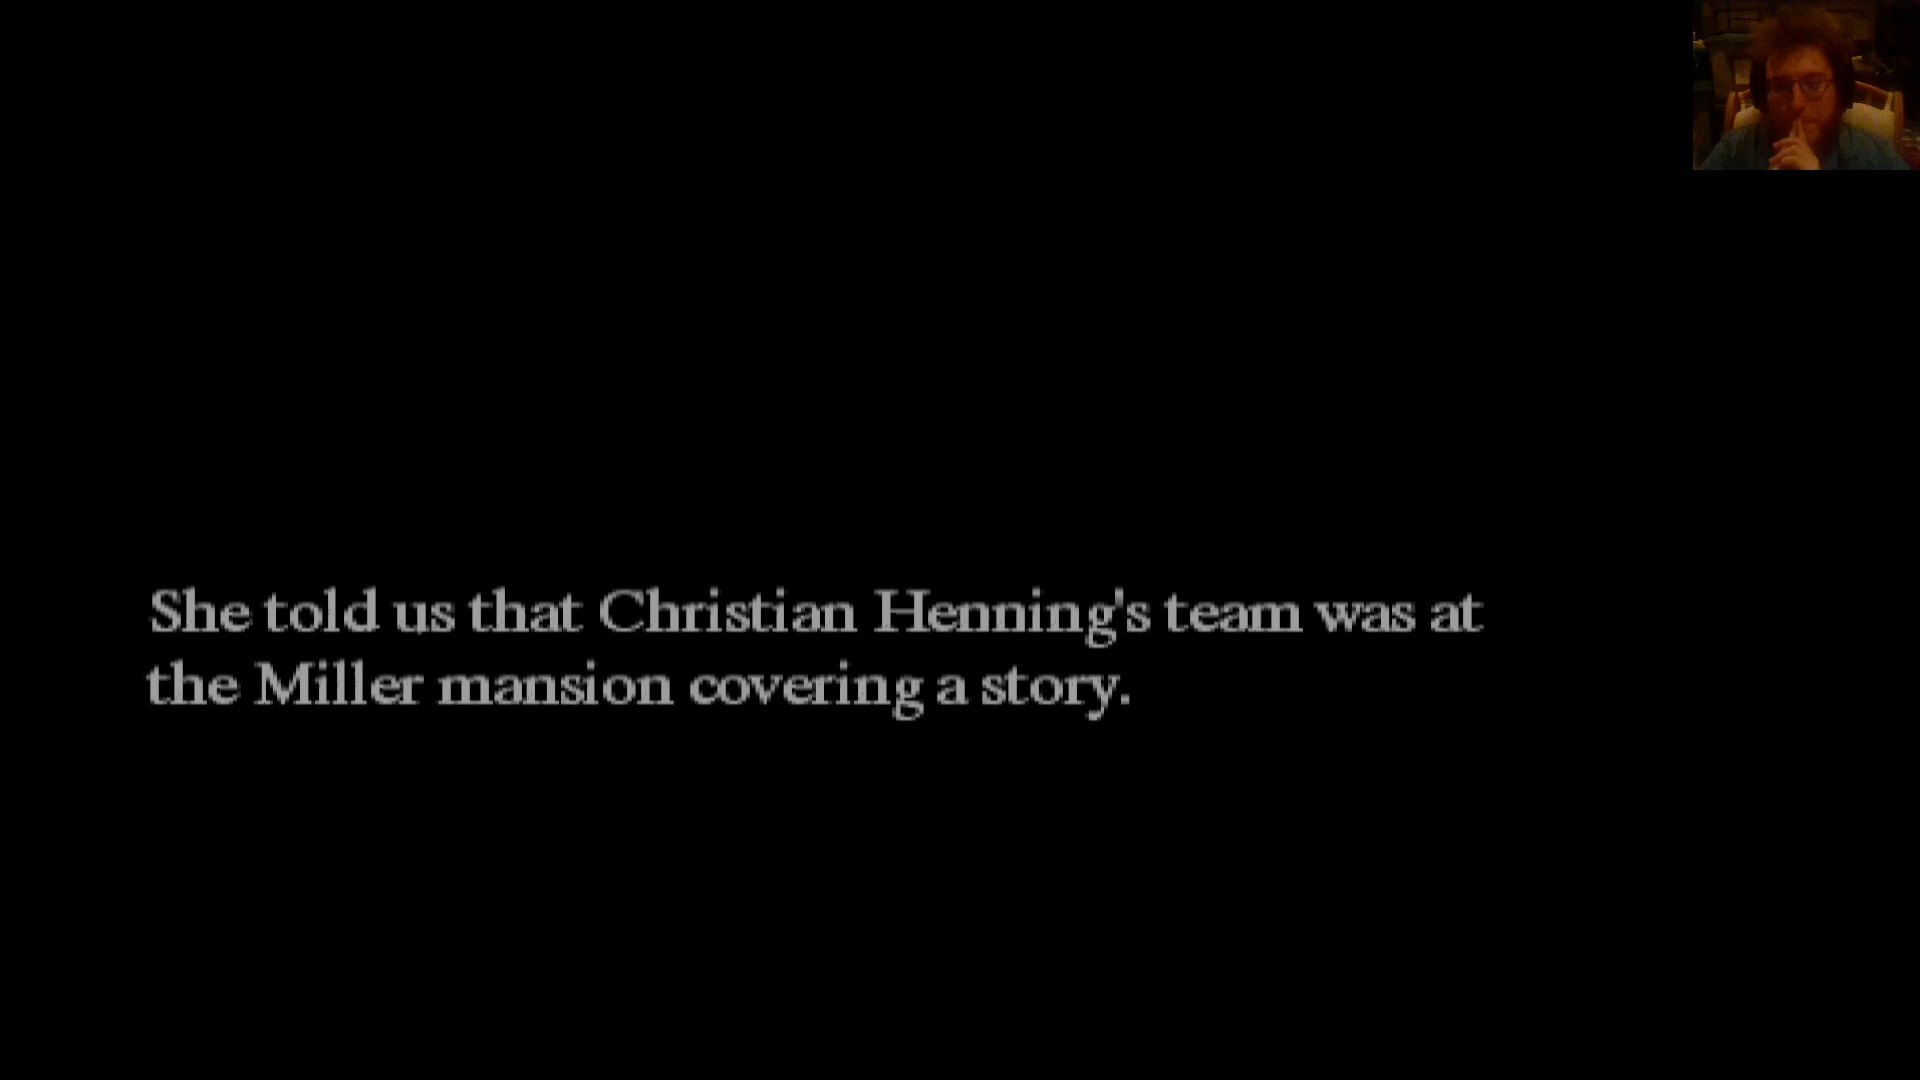 She told us that Christian Henning's team was at
the Miller mansion covering a story.